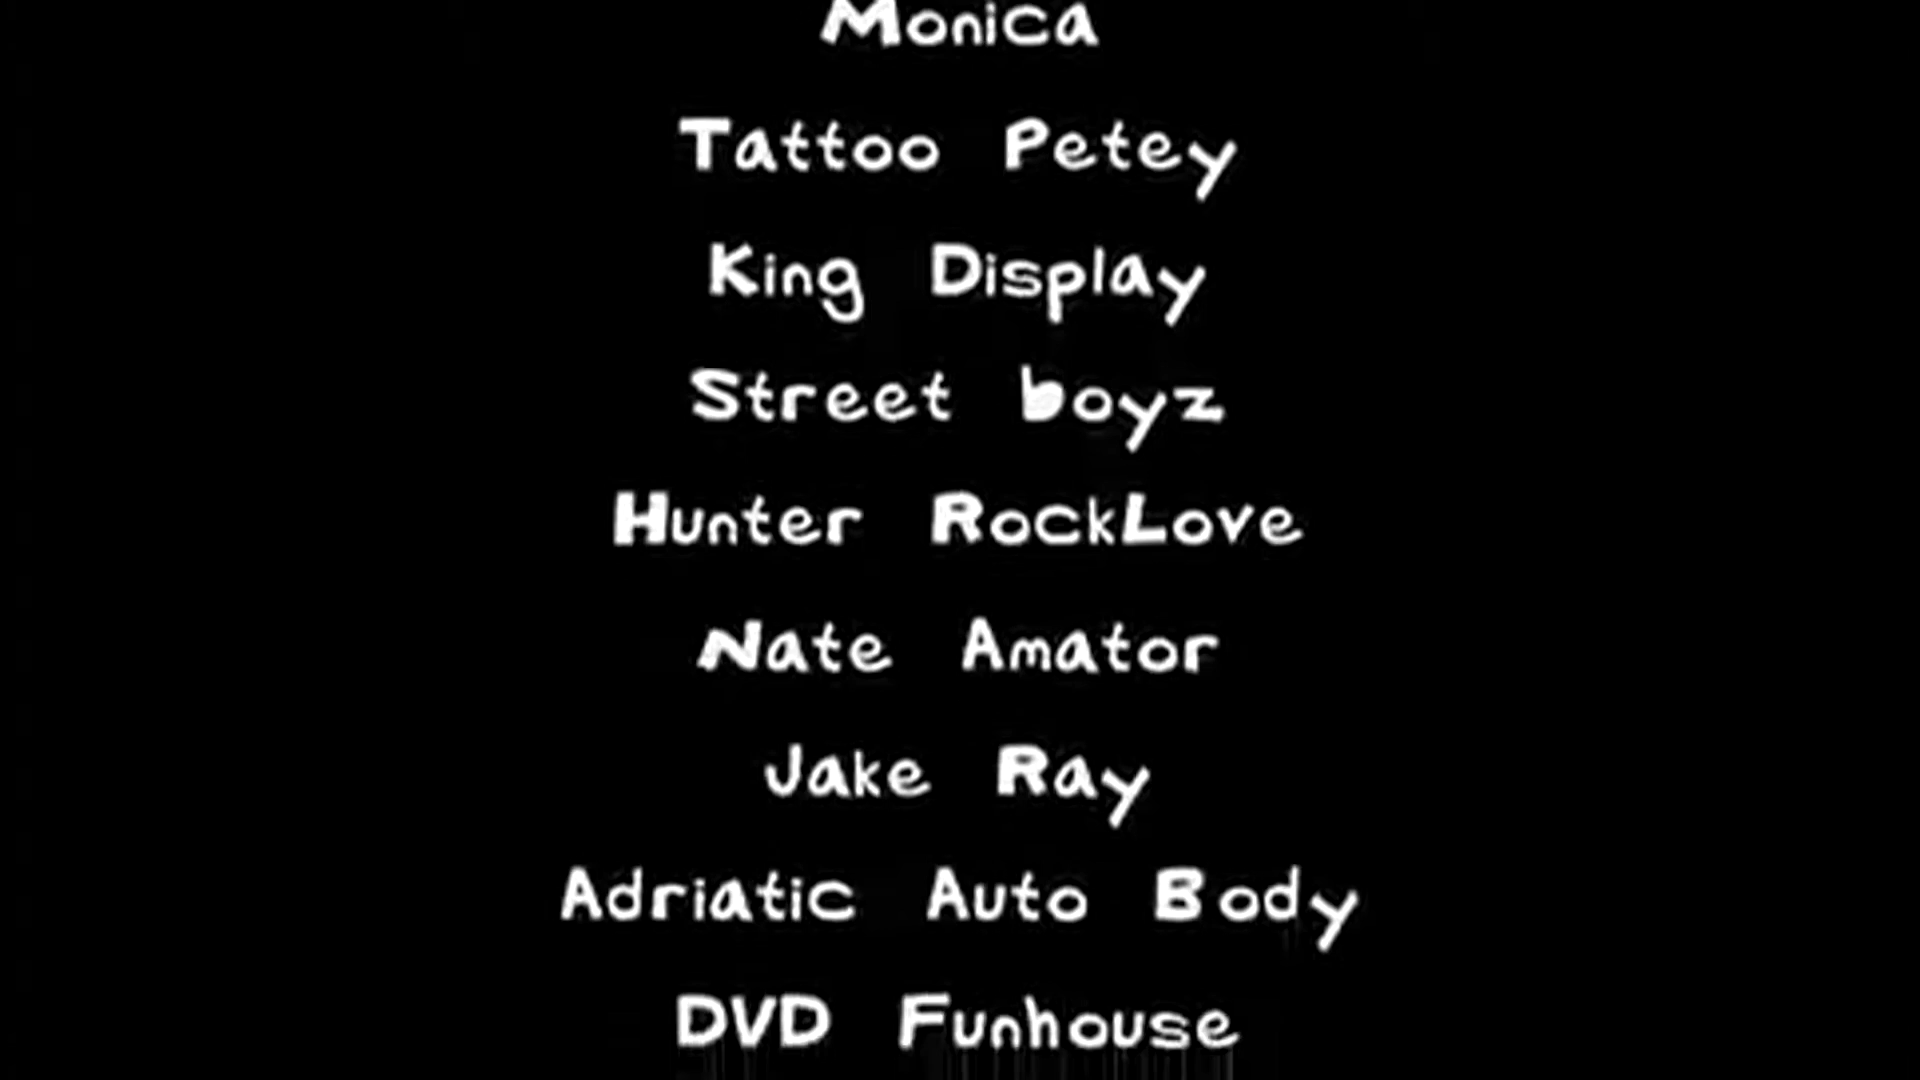 Monica
Tattoo Petey
King Display
Street boyz
Hunter RockLove
Nate Amator
Jake Ray
Adriatic Auto Body
DVD Funhouse